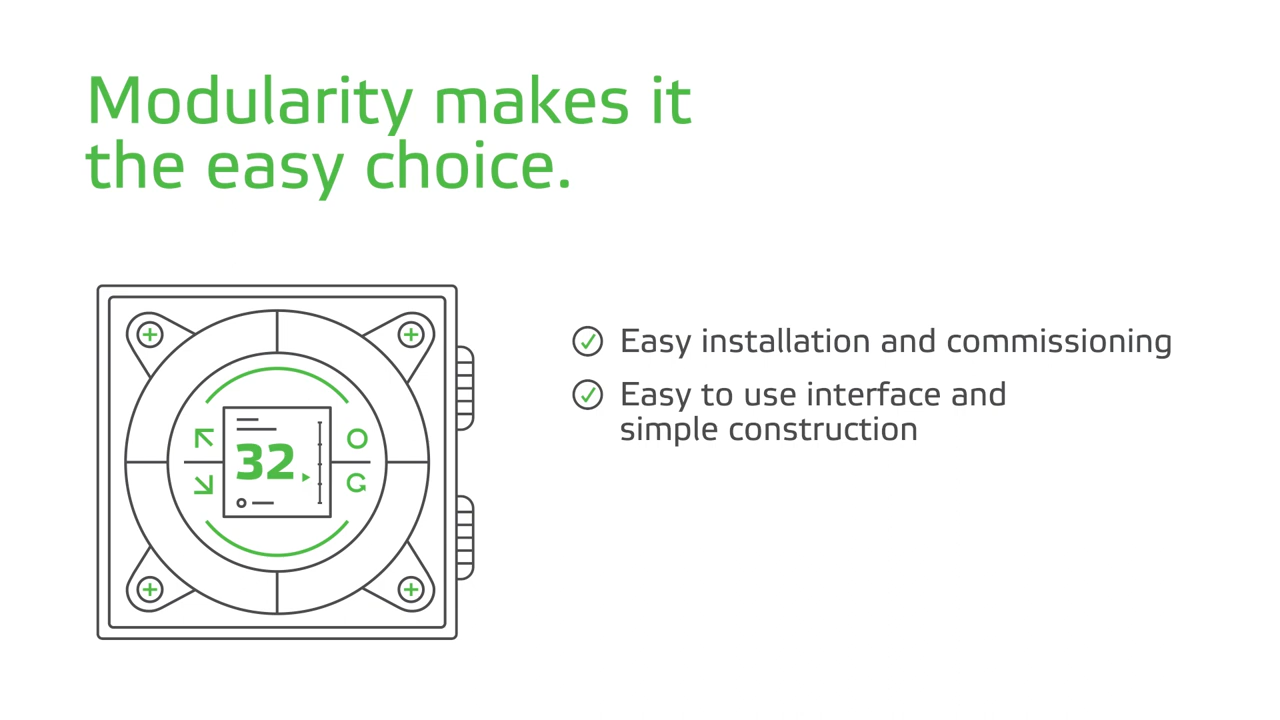 Modularity makes it
the easy choice.
Easy installation and commissioning
Easy to use interface and
simple construction
32